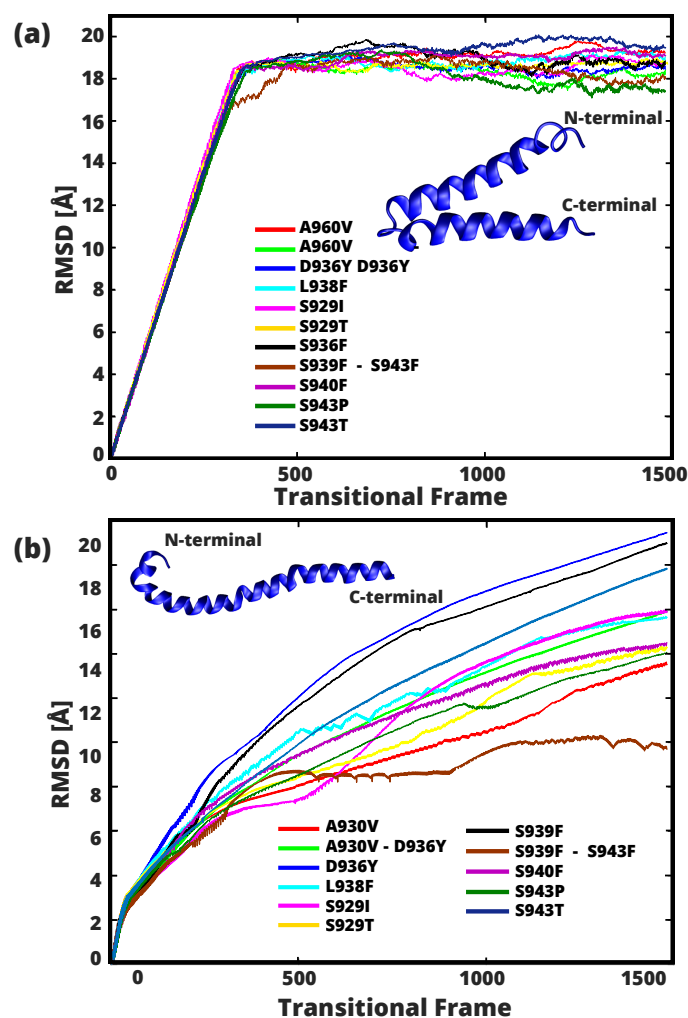 (a)
20
18
16
14
12
10
8
6
4
2
0
RMSD [Å]
N-terminal
C-terminal
A960V
A960V
D936Y D936Y
L938F
S929I
S929T
S936F
S939F - S943F
S940F
S943P
S943T
0 500 1000 1500
Transitional Frame
(b)
20
18
16
14
12
10
8
6
4
2
0
RMSD [Å]
N-terminal
C-terminal
A930V
A930V - D936Y
D936Y
L938F
S929I
S929T
S939F
S939F - S943F
S940F
S943P
S943T
0 500 1000 1500
Transitional Frame